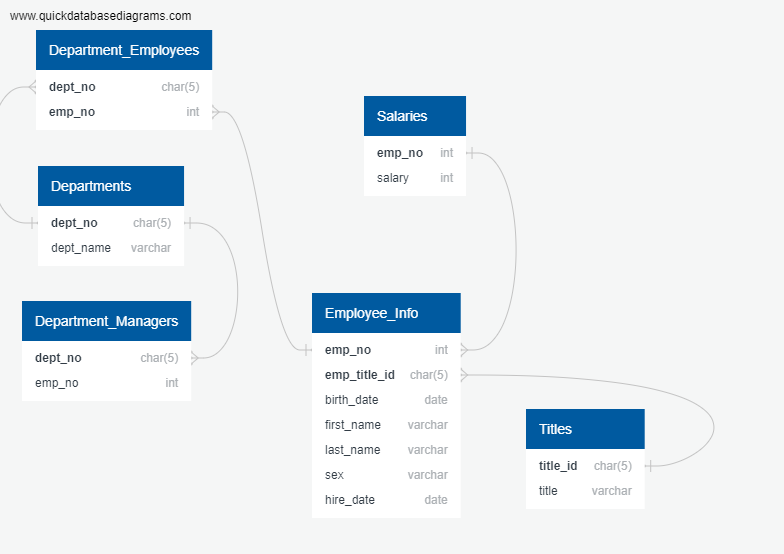 www.quickdatabasediagrams.com
Department_Employees
dept_no char(5)
emp_no int
Departments
dept_no char(5)
dept_name varchar
Department_Managers
dept_no char(5)
emp_no int
Salaries
emp_no int
salary int
Employee_Info
emp_no int
emp_title_id char(5)
birth_date date
first_name varchar
last_name varchar
sex varchar
hire_date date
Titles
title_id char(5)
title varchar